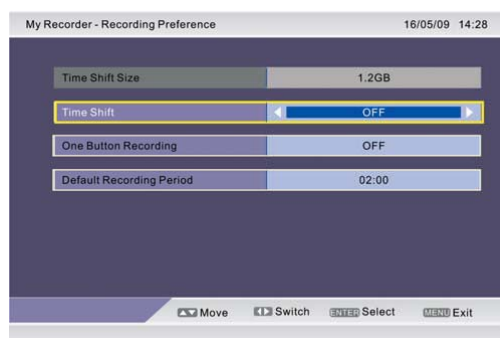 My Recorder - Recording Preference 16/05/09 14:28
Time Shift Size 1.2GB
Time Shift OFF
One Button Recording OFF
Default Recording Period 02:00
Move Switch ENTER Select MENU Exit